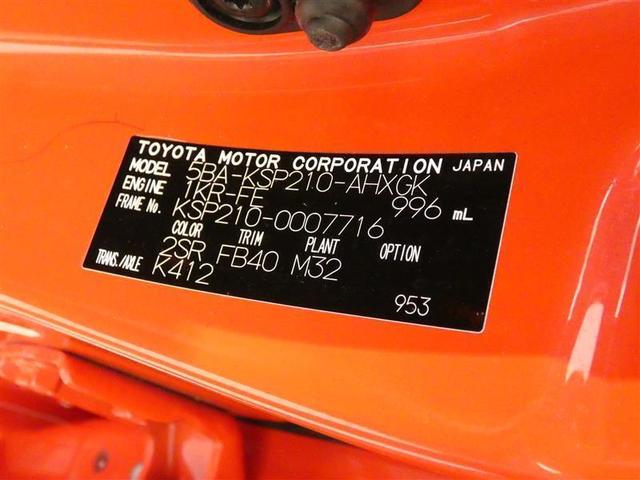 TOYOTA MOTOR CORPORATION JAPAN
MODEL 5BA-KSP210-AHXGK
ENGINE 1KR-FE 996 mL
FRAME No. KSP210-0007716
COLOR TRIM PLANT OPTION
2SR FB40 M32
TRANS./AXLE K412
953